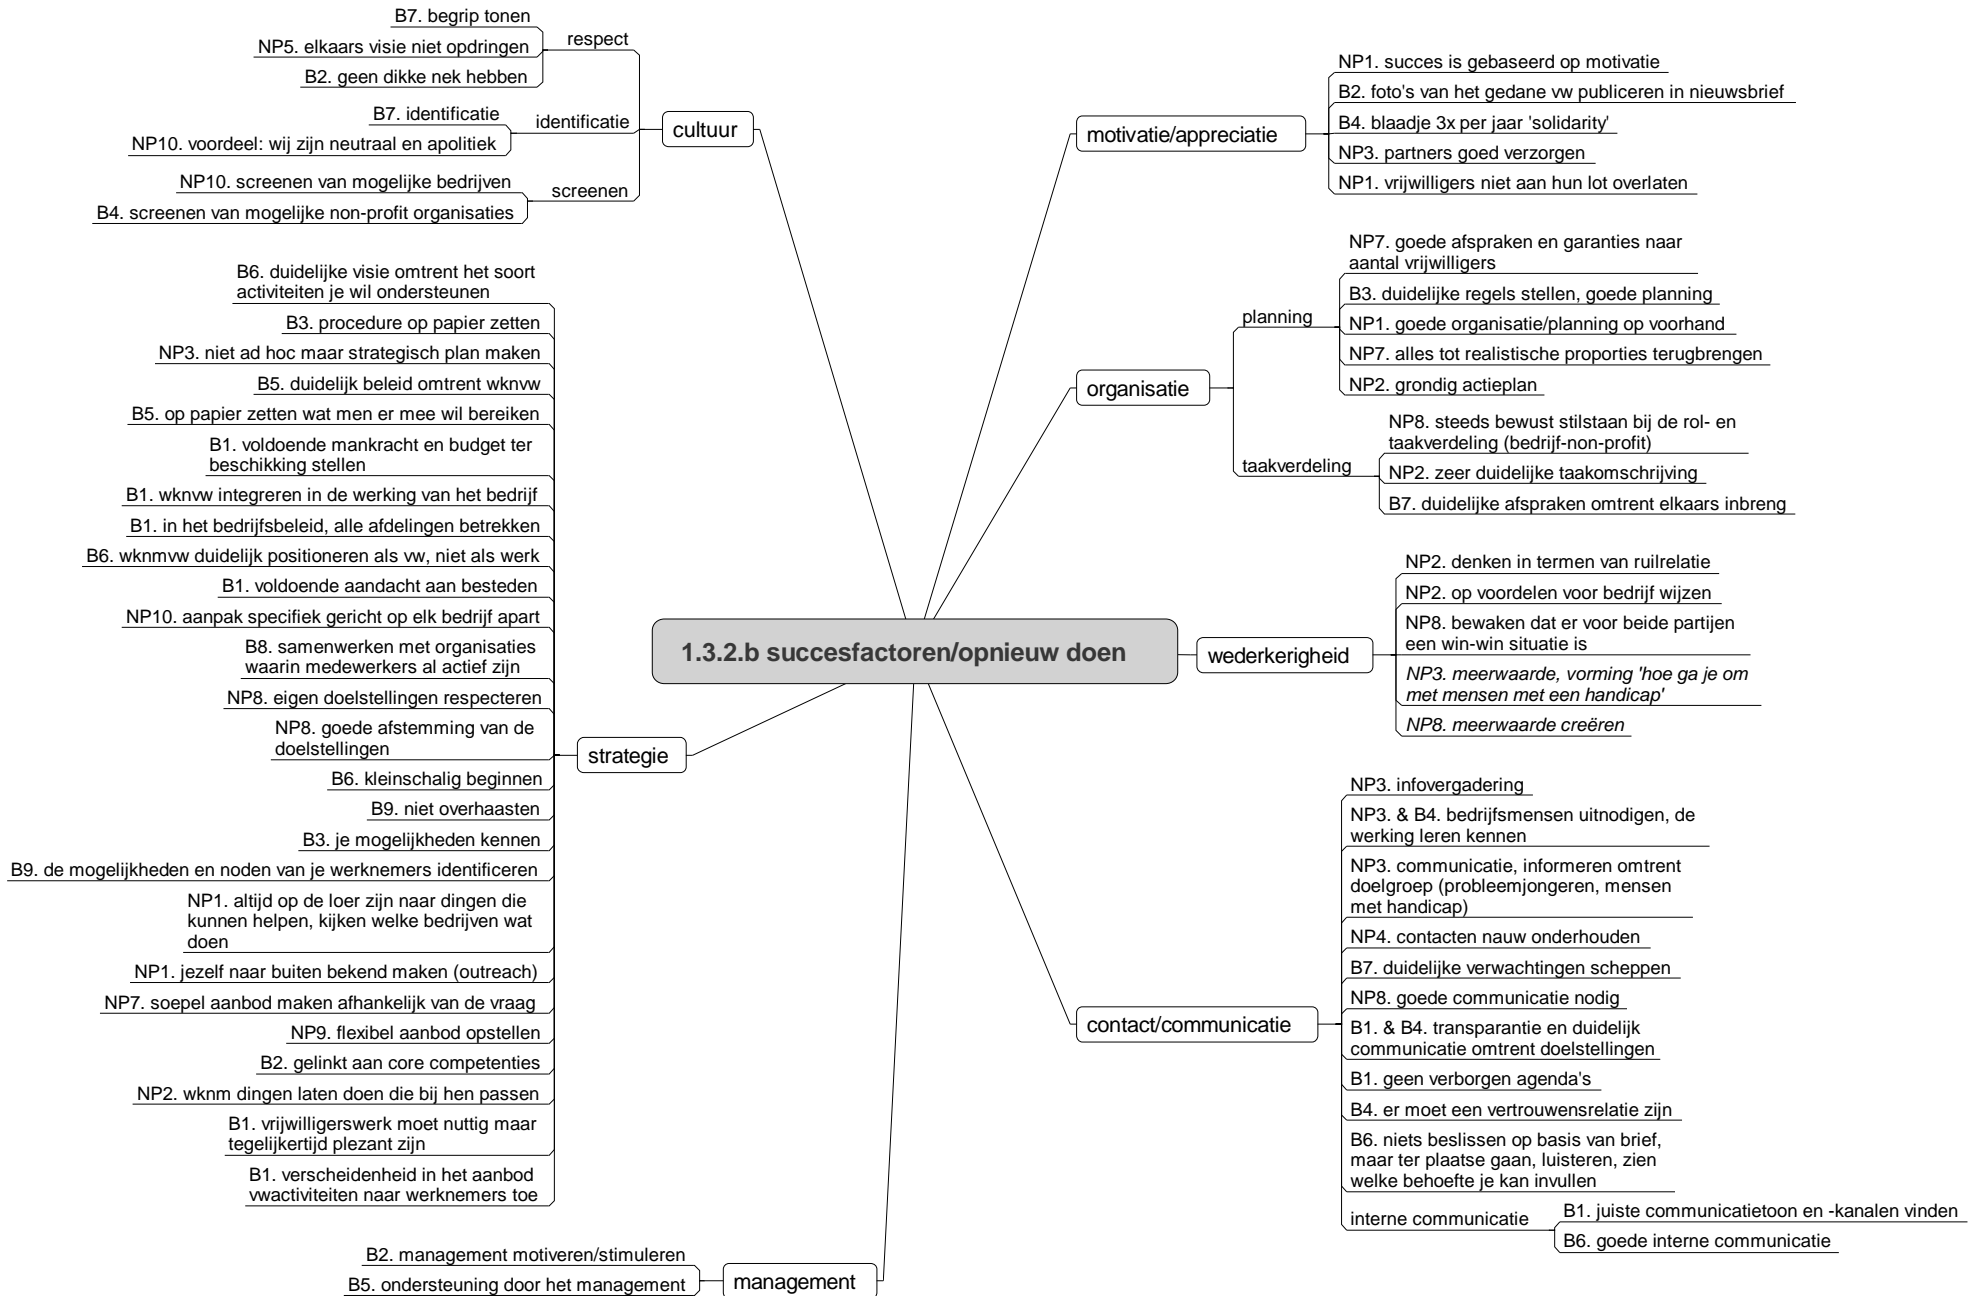 B7. begrip tonen
NP5. elkaars visie niet opdringen
B2. geen dikke nek hebben
respect
B7. identificatie
NP10. voordeel: wij zijn neutraal en apolitiek
identificatie
NP10. screenen van mogelijke bedrijven
B4. screenen van mogelijke non-profit organisaties
screenen
cultuur
B6. duidelijke visie omtrent het soort
activiteiten je wil ondersteunen
B3. procedure op papier zetten
NP3. niet ad hoc maar strategisch plan maken
B5. duidelijk beleid omtrent wknvw
B5. op papier zetten wat men er mee wil bereiken
B1. voldoende mankracht en budget ter
beschikking stellen
B1. wknvw integreren in de werking van het bedrijf
B1. in het bedrijfsbeleid, alle afdelingen betrekken
B6. wknmvw duidelijk positioneren als vw, niet als werk
B1. voldoende aandacht aan besteden
NP10. aanpak specifiek gericht op elk bedrijf apart
B8. samenwerken met organisaties
waarin medewerkers al actief zijn
NP8. eigen doelstellingen respecteren
NP8. goede afstemming van de
doelstellingen
B6. kleinschalig beginnen
B9. niet overhaasten
B3. je mogelijkheden kennen
B9. de mogelijkheden en noden van je werknemers identificeren
NP1. altijd op de loer zijn naar dingen die
kunnen helpen, kijken welke bedrijven wat
doen
NP1. jezelf naar buiten bekend maken (outreach)
NP7. soepel aanbod maken afhankelijk van de vraag
NP9. flexibel aanbod opstellen
B2. gelinkt aan core competenties
NP2. wknm dingen laten doen die bij hen passen
B1. vrijwilligerswerk moet nuttig maar
tegelijkertijd plezant zijn
B1. verscheidenheid in het aanbod
vwactiviteiten naar werknemers toe
strategie
B2. management motiveren/stimuleren
B5. ondersteuning door het management
management
1.3.2.b succesfactoren/opnieuw doen
motivatie/appreciatie
NP1. succes is gebaseerd op motivatie
B2. foto's van het gedane vw publiceren in nieuwsbrief
B4. blaadje 3x per jaar 'solidarity'
NP3. partners goed verzorgen
NP1. vrijwilligers niet aan hun lot overlaten
organisatie
planning
NP7. goede afspraken en garanties naar
aantal vrijwilligers
B3. duidelijke regels stellen, goede planning
NP1. goede organisatie/planning op voorhand
NP7. alles tot realistische proporties terugbrengen
NP2. grondig actieplan
taakverdeling
NP8. steeds bewust stilstaan bij de rol- en
taakverdeling (bedrijf-non-profit)
NP2. zeer duidelijke taakomschrijving
B7. duidelijke afspraken omtrent elkaars inbreng
wederkerigheid
NP2. denken in termen van ruilrelatie
NP2. op voordelen voor bedrijf wijzen
NP8. bewaken dat er voor beide partijen
een win-win situatie is
NP3. meerwaarde, vorming 'hoe ga je om
met mensen met een handicap'
NP8. meerwaarde creëren
contact/communicatie
NP3. infovergadering
NP3. & B4. bedrijfsmensen uitnodigen, de
werking leren kennen
NP3. communicatie, informeren omtrent
doelgroep (probleemjongeren, mensen
met handicap)
NP4. contacten nauw onderhouden
B7. duidelijke verwachtingen scheppen
NP8. goede communicatie nodig
B1. & B4. transparantie en duidelijk
communicatie omtrent doelstellingen
B1. geen verborgen agenda's
B4. er moet een vertrouwensrelatie zijn
B6. niets beslissen op basis van brief,
maar ter plaatse gaan, luisteren, zien
welke behoefte je kan invullen
interne communicatie
B1. juiste communicatietoon en -kanalen vinden
B6. goede interne communicatie